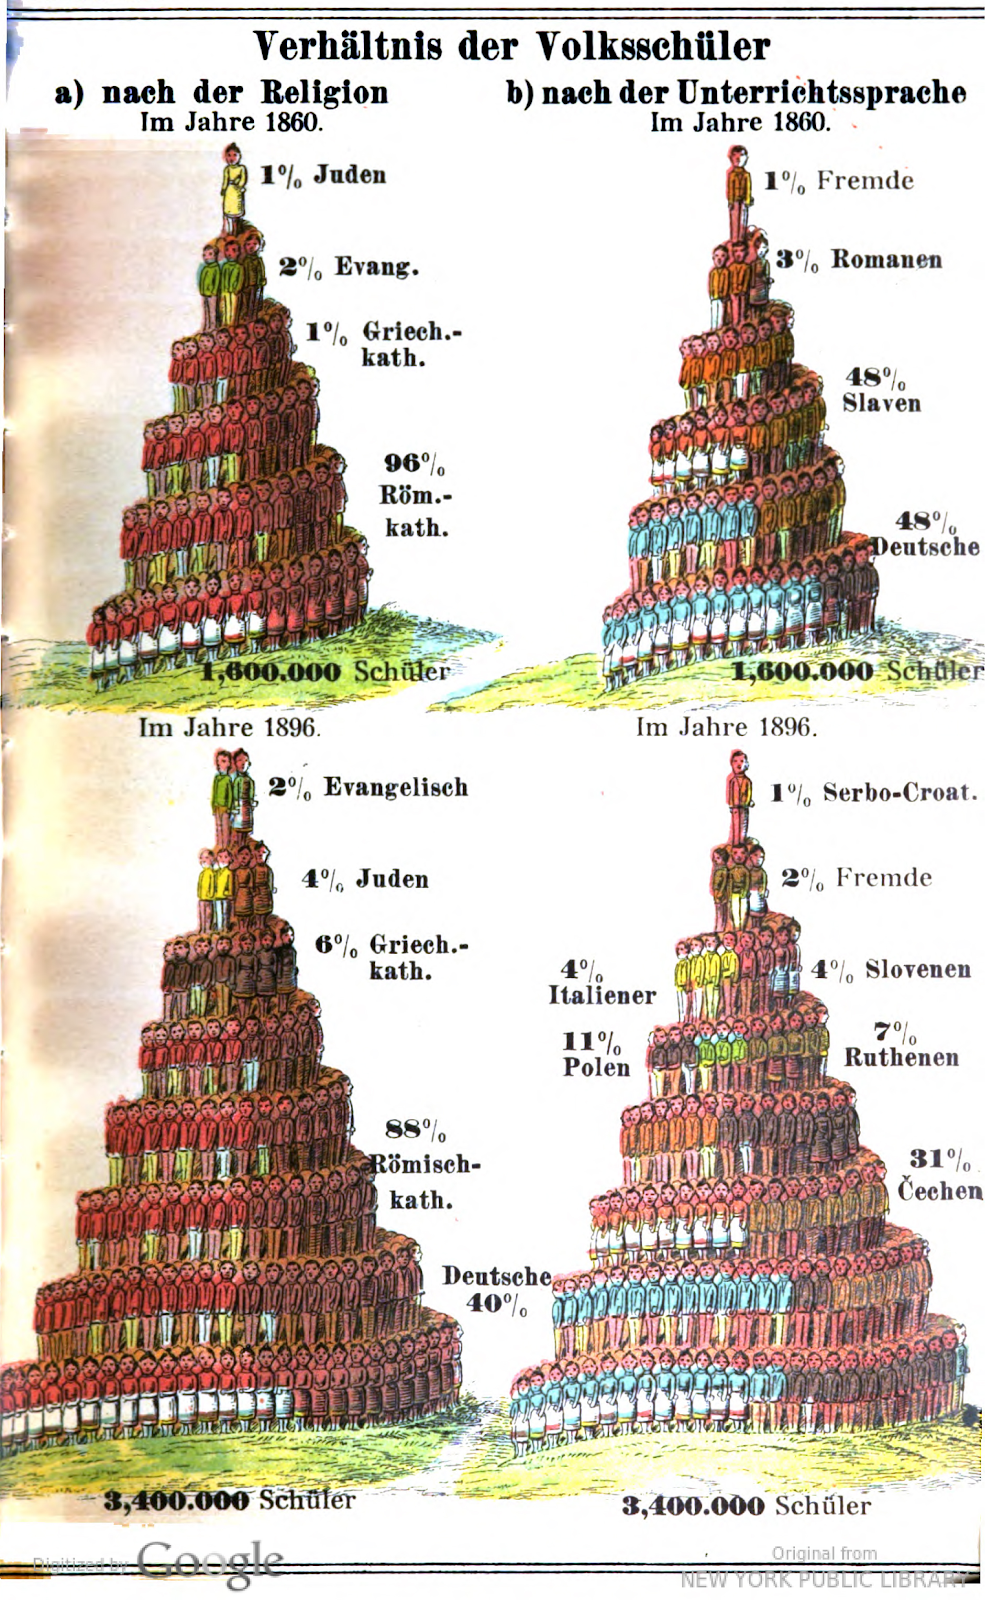 Verhältnis der Volksschüler
a) nach der Religion
Im Jahre 1860.
1% Juden
2% Evang.
1% Griech.-
kath.
96%
Röm.-
kath.
1,600.000 Schüler
b) nach der Unterrichtssprache
Im Jahre 1860.
1% Fremde
3% Romanen
48%
Slaven
48%
Deutsche
1,600.000 Schüler
Im Jahre 1896.
2% Evangelisch
4% Juden
6% Griech.-
kath.
88%
Römisch-
kath.
3,400.000 Schüler
Im Jahre 1896.
1% Serbo-Croat.
2% Fremde
4%
Italiener
4% Slovenen
11%
Polen
7%
Ruthenen
31%
Čechen
Deutsche
40%
3,400.000 Schüler
Digitized by Google
Original from
NEW YORK PUBLIC LIBRARY